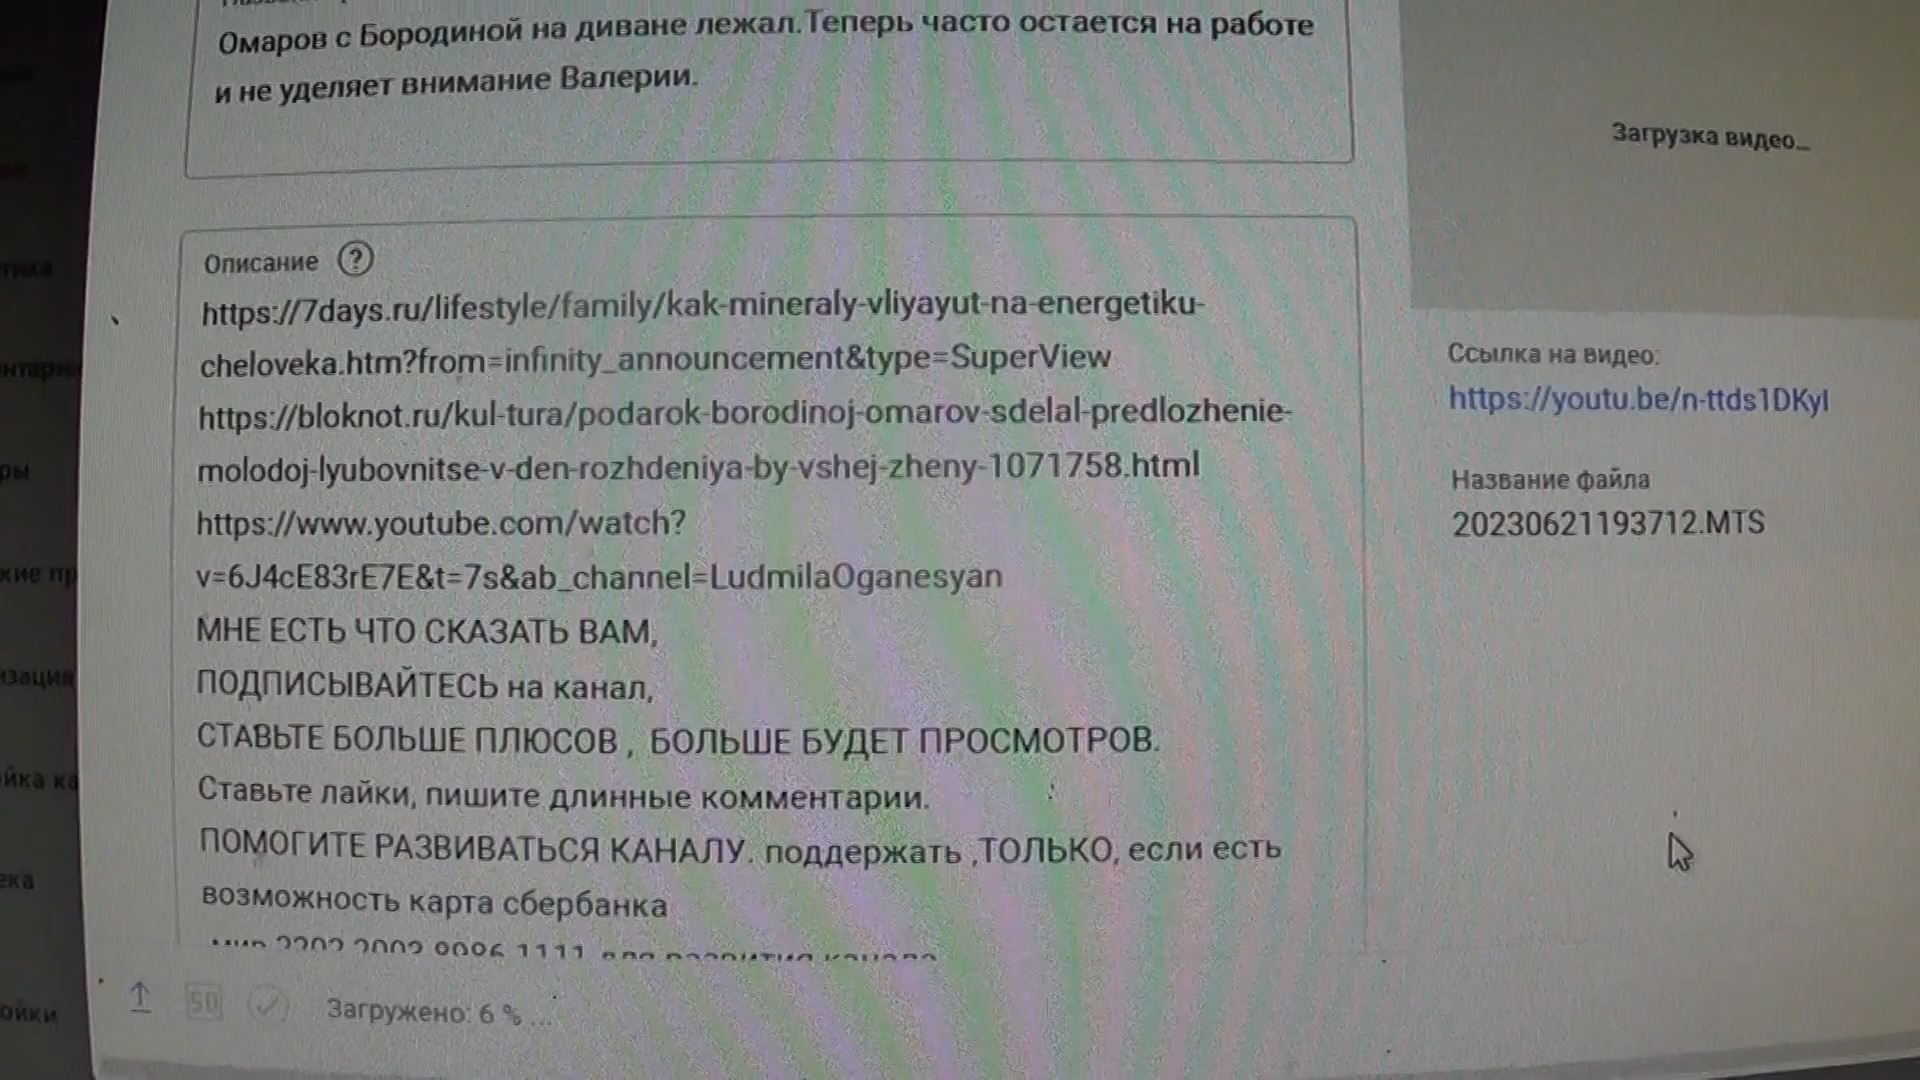 Омаров с Бородиной на диване лежал.Теперь часто остается на работе
и не уделяет внимание Валерии.
Загрузка видео...
Описание ?
https://7days.ru/lifestyle/family/kak-mineraly-vliyayut-na-energetiku-
cheloveka.htm?from=infinity_announcement&type=SuperView
https://bloknot.ru/kul-tura/podarok-borodinoj-omarov-sdelal-predlozhenie-
molodoj-lyubovnitse-v-den-rozhdeniya-by-vshej-zheny-1071758.html
https://www.youtube.com/watch?
v=6J4cE83rE7E&t=7s&ab_channel=LudmilaOganesyan
МНЕ ЕСТЬ ЧТО СКАЗАТЬ ВАМ,
ПОДПИСЫВАЙТЕСЬ на канал,
СТАВЬТЕ БОЛЬШЕ ПЛЮСОВ , БОЛЬШЕ БУДЕТ ПРОСМОТРОВ.
Ставьте лайки, пишите длинные комментарии.
ПОМОГИТЕ РАЗВИВАТЬСЯ КАНАЛУ. поддержать ,ТОЛЬКО, если есть
возможность карта сбербанка
Ссылка на видео:
https://youtu.be/n-ttds1DKyI
Название файла
20230621193712.MTS
SD
Загружено: 6 % ...